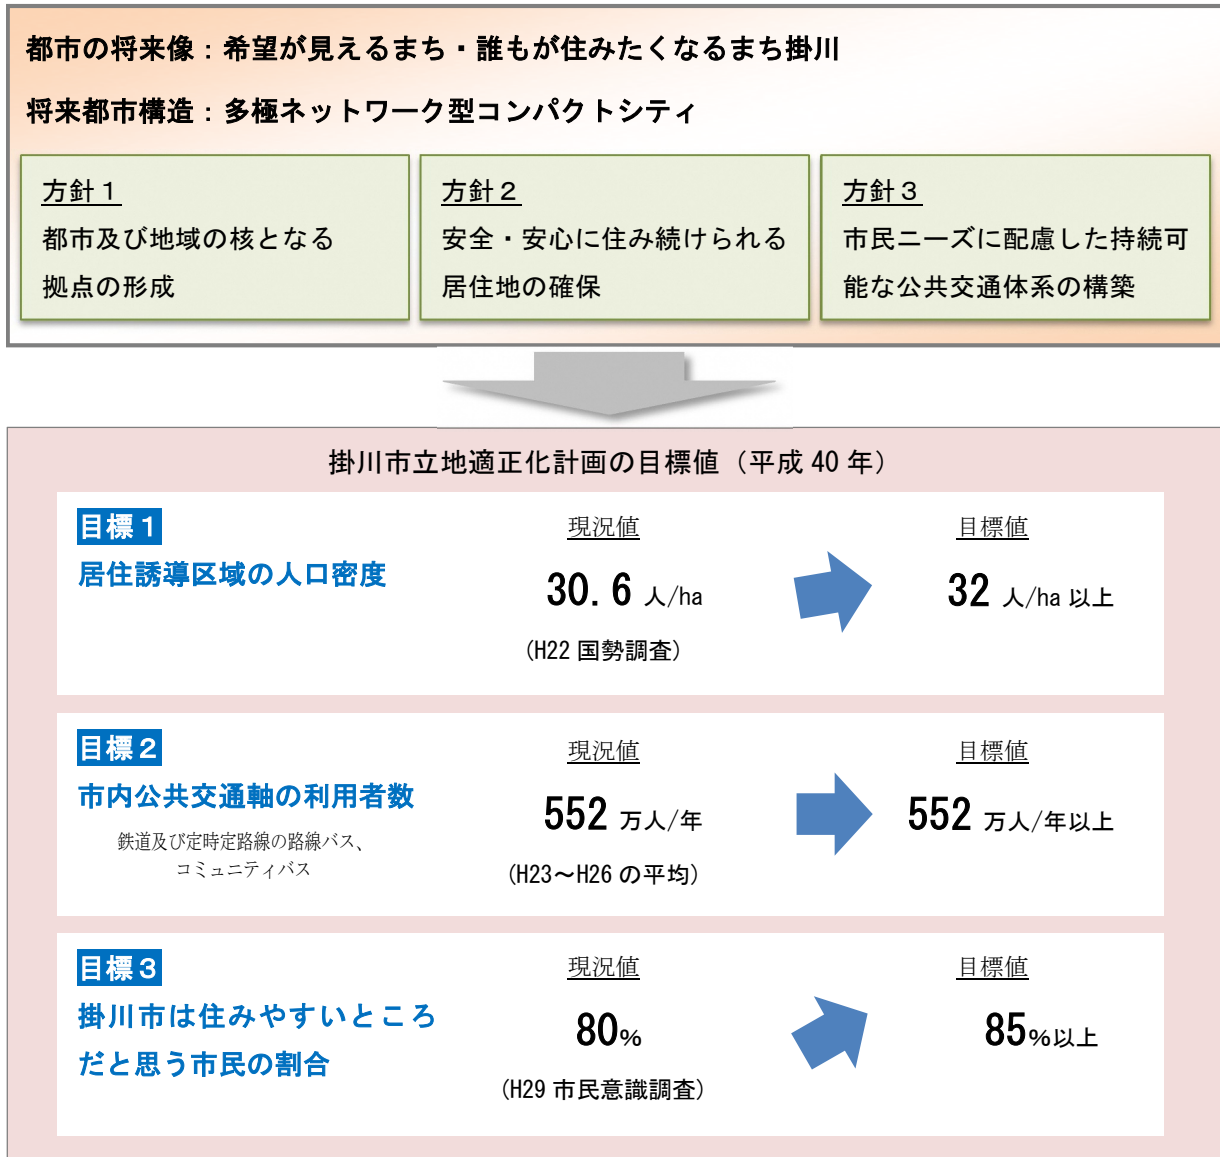 都市の将来像：希望が見えるまち・誰もが住みたくなるまち掛川
将来都市構造：多極ネットワーク型コンパクトシティ
方針１
都市及び地域の核となる
拠点の形成
方針２
安全・安心に住み続けられる
居住地の確保
方針３
市民ニーズに配慮した持続可
能な公共交通体系の構築
掛川市立地適正化計画の目標値（平成 40 年）
目標１
居住誘導区域の人口密度
現況値
30.6 人/ha
（H22 国勢調査）
目標値
32 人/ha 以上
目標２
市内公共交通軸の利用者数
鉄道及び定時定路線の路線バス、
コミュニティバス
現況値
552 万人/年
（H23～H26 の平均）
目標値
552 万人/年以上
目標３
掛川市は住みやすいところ
だと思う市民の割合
現況値
80%
（H29 市民意識調査）
目標値
85%以上